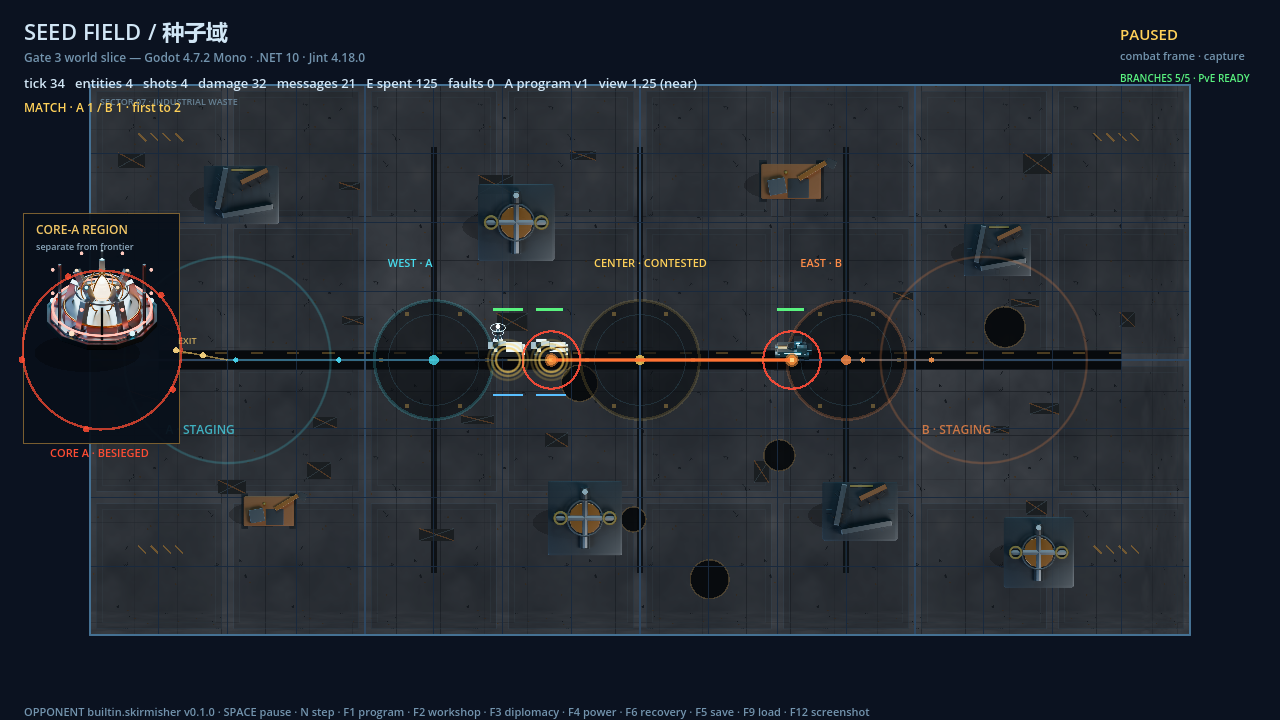 SEED FIELD / 种子域
Gate 3 world slice — Godot 4.7.2 Mono · .NET 10 · Jint 4.18.0
tick 34 entities 4 shots 4 damage 32 messages 21 E spent 125 faults 0 A program v1 view 1.25 (near)
MATCH · A 1 / B 1 · first to 2
SECTOR 07 · INDUSTRIAL WASTE
PAUSED
combat frame · capture
BRANCHES 5/5 · PvE READY
CORE-A REGION
separate from frontier
EXIT
WEST · A
CENTER · CONTESTED
EAST · B
STAGING
B · STAGING
CORE A · BESIEGED
OPPONENT builtin.skirmisher v0.1.0 · SPACE pause · N step · F1 program · F2 workshop · F3 diplomacy · F4 power · F6 recovery · F5 save · F9 load · F12 screenshot